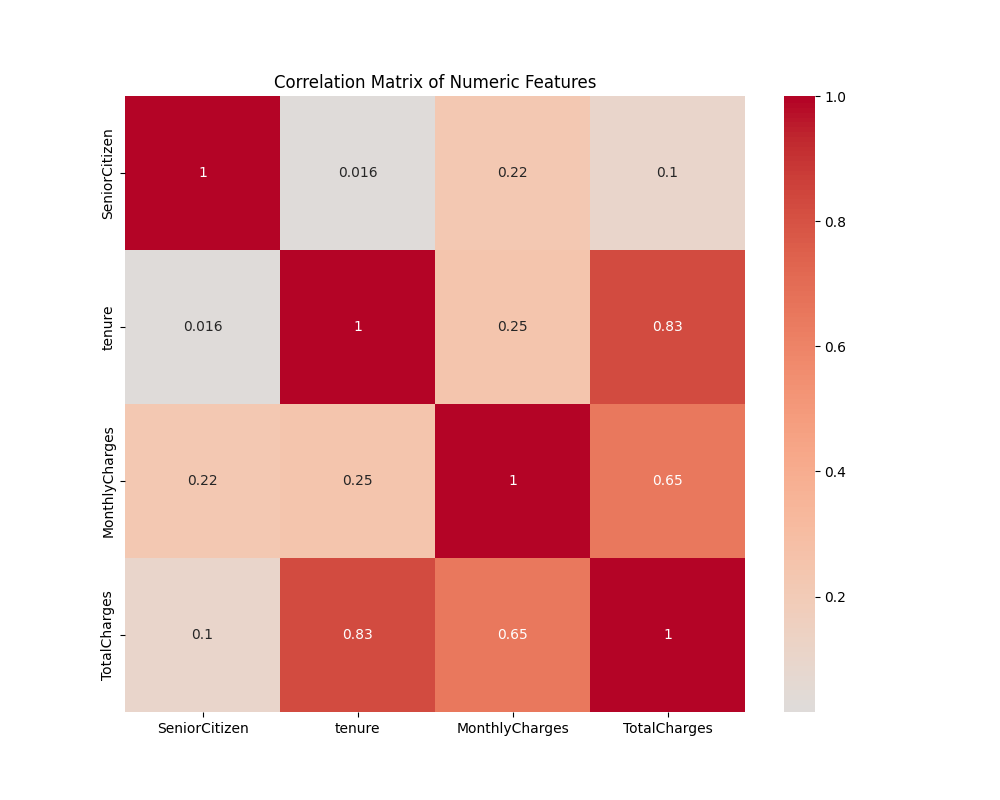 Correlation Matrix of Numeric Features
SeniorCitizen
1
0.016
0.22
0.1
tenure
0.016
1
0.25
0.83
MonthlyCharges
0.22
0.25
1
0.65
TotalCharges
0.1
0.83
0.65
1
SeniorCitizen
tenure
MonthlyCharges
TotalCharges
1.0
0.8
0.6
0.4
0.2